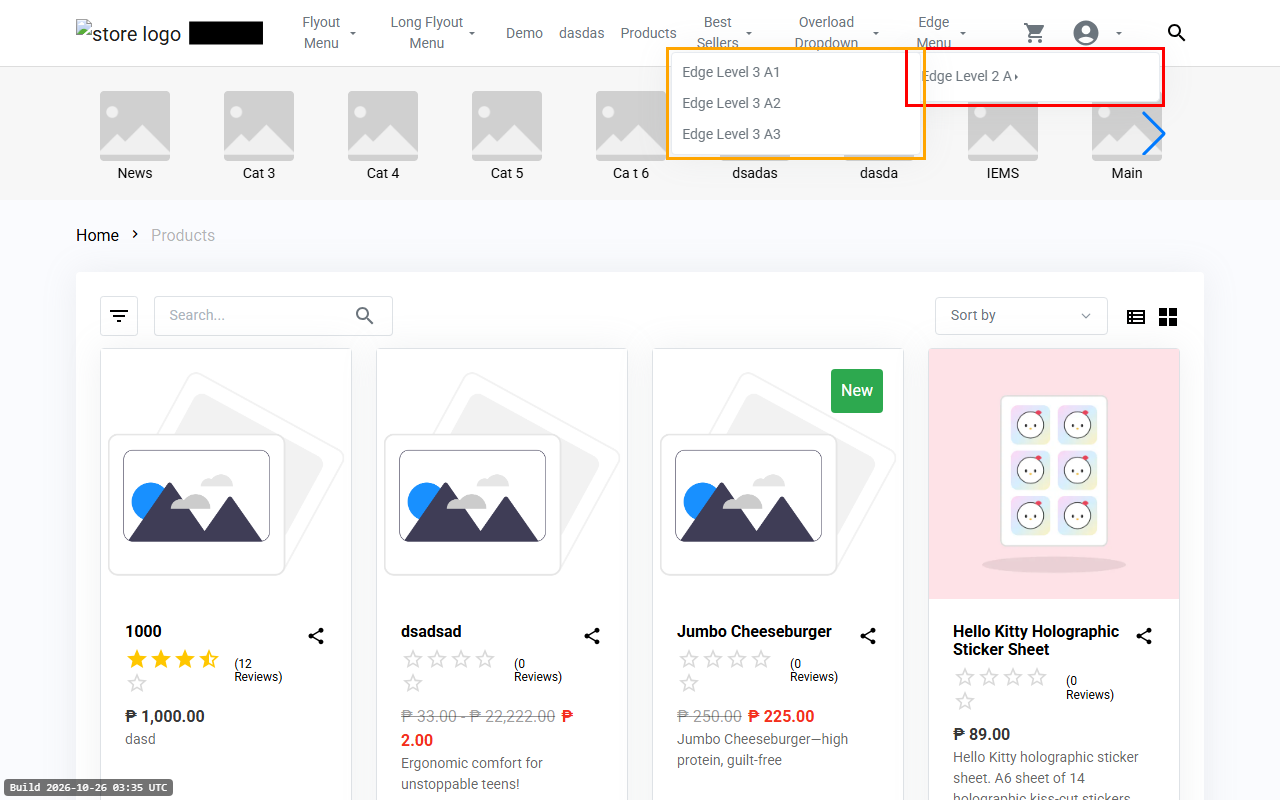 store logo
Flyout
Menu
Long Flyout
Menu
Demo
dasdas
Products
Best
Sellers
Overload
Dropdown
Edge
Menu
Edge Level 3 A1
Edge Level 3 A2
Edge Level 3 A3
Edge Level 2 A
News
Cat 3
Cat 4
Cat 5
Ca t 6
dsadas
dasda
IEMS
Main
Home
Products
Search...
Sort by
New
1000
(12
Reviews)
₱ 1,000.00
dasd
dsadsad
(0
Reviews)
₱ 33.00 - ₱ 22,222.00 ₱
2.00
Ergonomic comfort for
unstoppable teens!
Jumbo Cheeseburger
(0
Reviews)
₱ 250.00 ₱ 225.00
Jumbo Cheeseburger—high
protein, guilt-free
Hello Kitty Holographic
Sticker Sheet
(0
Reviews)
₱ 89.00
Hello Kitty holographic sticker
sheet. A6 sheet of 14
holographic kiss-cut stickers
Build 2026-10-26 03:35 UTC